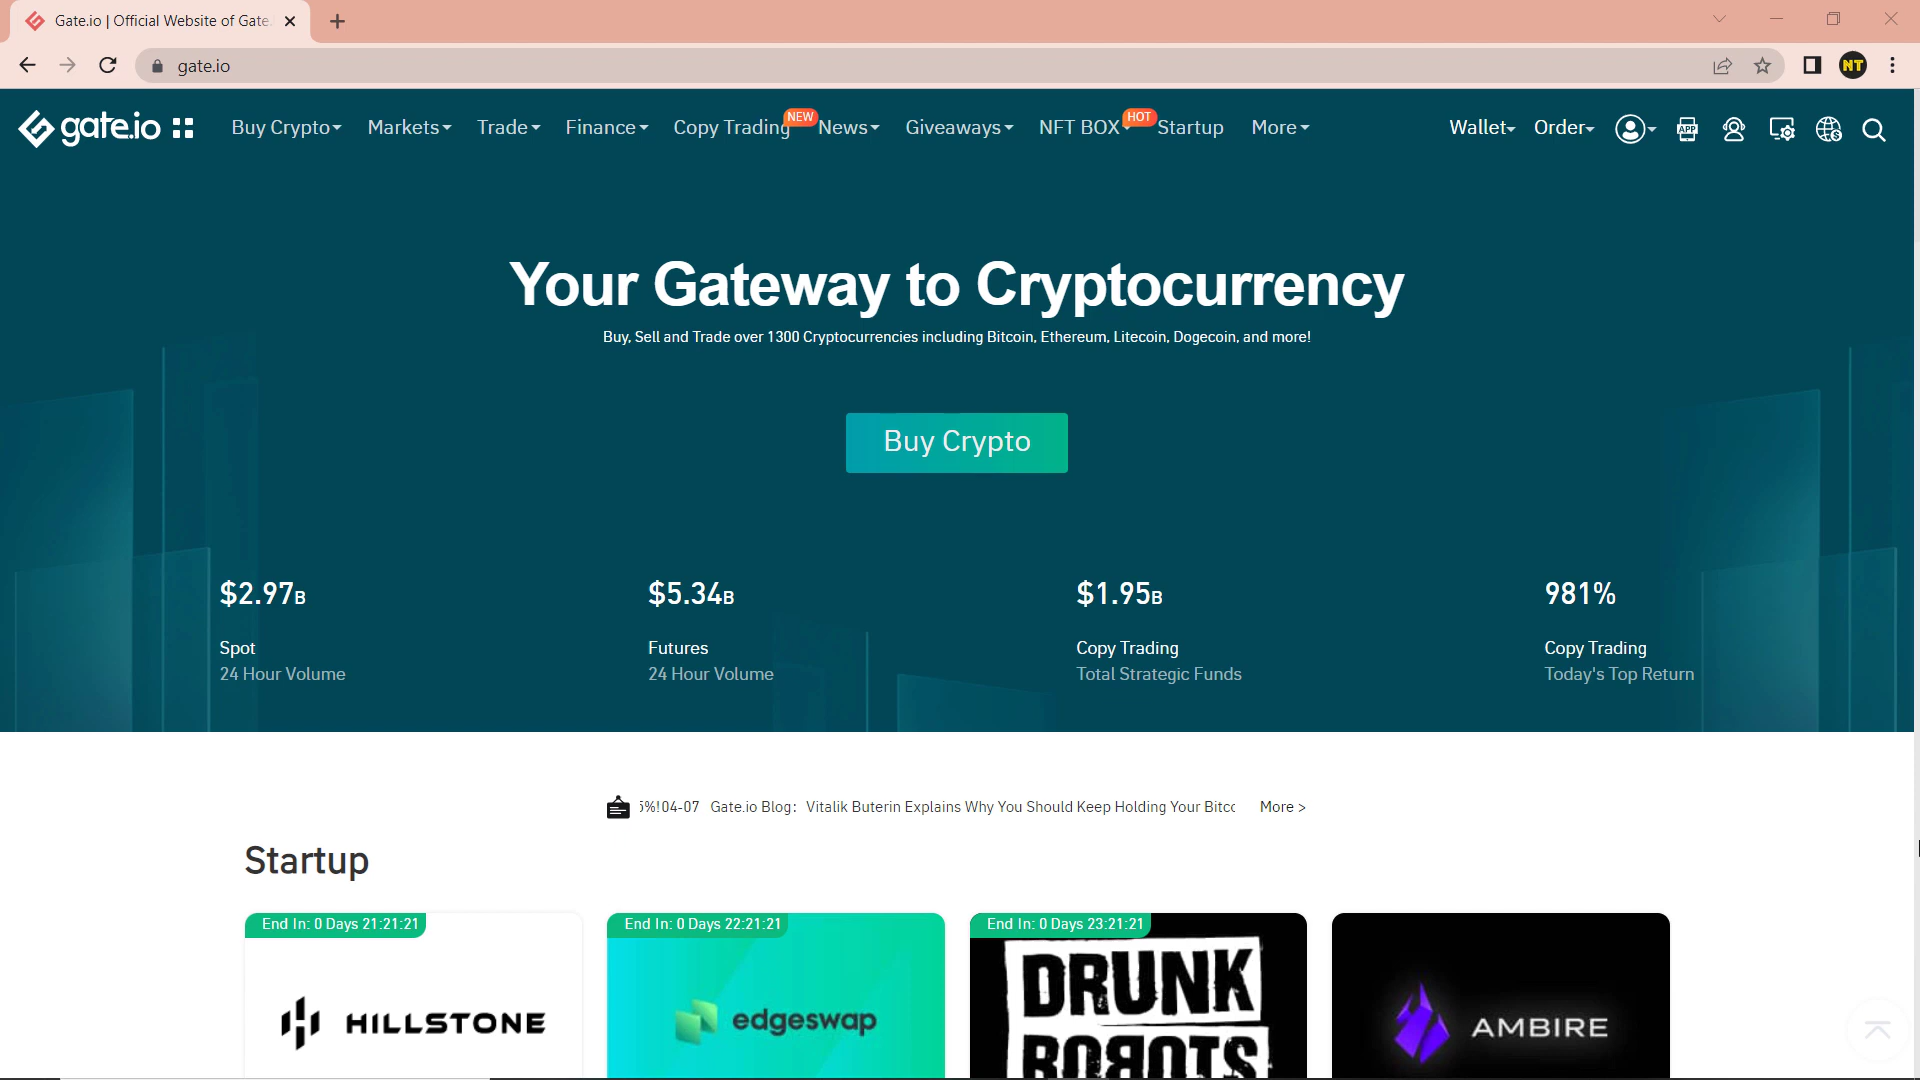 Gate.io | Official Website of Gate.
gate.io
NT
gate.io
Buy Crypto
Markets
Trade
Finance
Copy Trading
NEW
News
Giveaways
NFT BOX
HOT
Startup
More
Wallet
Order
APP
Your Gateway to Cryptocurrency
Buy, Sell and Trade over 1300 Cryptocurrencies including Bitcoin, Ethereum, Litecoin, Dogecoin, and more!
Buy Crypto
$2.97B
$5.34B
$1.95B
981%
Spot
Futures
Copy Trading
Copy Trading
24 Hour Volume
24 Hour Volume
Total Strategic Funds
Today's Top Return
5%!04-07 Gate.io Blog: Vitalik Buterin Explains Why You Should Keep Holding Your Bitcc
More >
Startup
End In: 0 Days 21:21:21
End In: 0 Days 22:21:21
End In: 0 Days 23:21:21
HILLSTONE
edgeswap
DRUNK
ROBOTS
AMBIRE